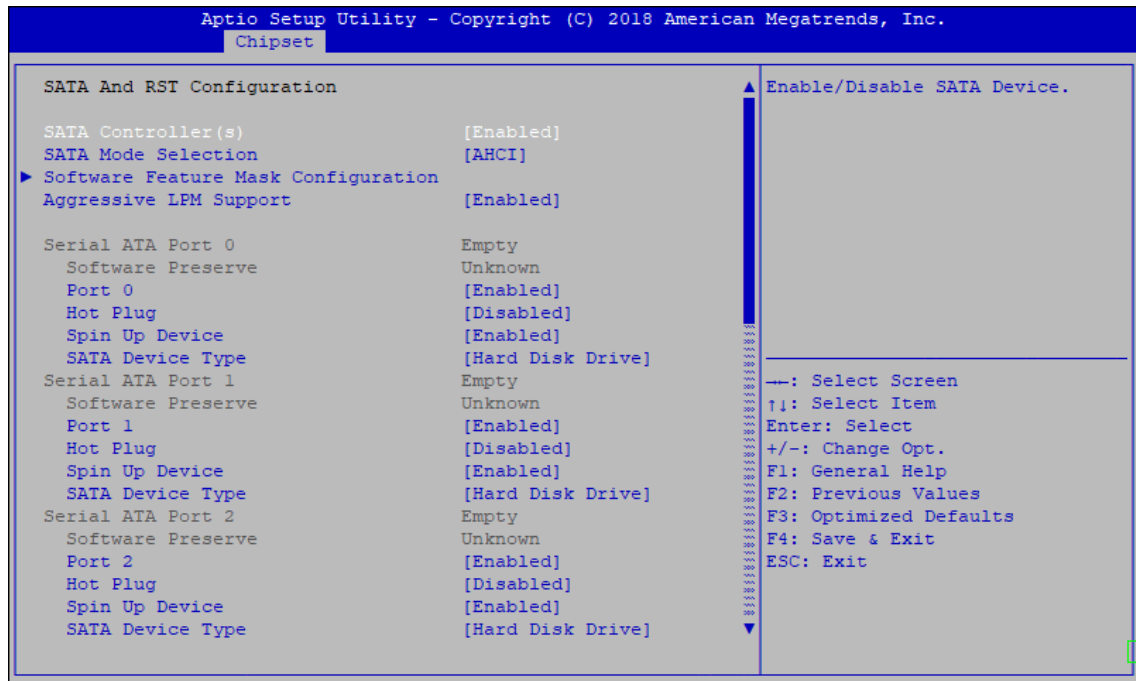 Aptio Setup Utility - Copyright (C) 2018 American Megatrends, Inc.
Chipset
SATA And RST Configuration
SATA Controller(s) [Enabled]
SATA Mode Selection [AHCI]
► Software Feature Mask Configuration
Aggressive LPM Support [Enabled]
Serial ATA Port 0 Empty
Software Preserve Unknown
Port 0 [Enabled]
Hot Plug [Disabled]
Spin Up Device [Enabled]
SATA Device Type [Hard Disk Drive]
Serial ATA Port 1 Empty
Software Preserve Unknown
Port 1 [Enabled]
Hot Plug [Disabled]
Spin Up Device [Enabled]
SATA Device Type [Hard Disk Drive]
Serial ATA Port 2 Empty
Software Preserve Unknown
Port 2 [Enabled]
Hot Plug [Disabled]
Spin Up Device [Enabled]
SATA Device Type [Hard Disk Drive]
Enable/Disable SATA Device.
→←: Select Screen
↑↓: Select Item
Enter: Select
+/-: Change Opt.
F1: General Help
F2: Previous Values
F3: Optimized Defaults
F4: Save & Exit
ESC: Exit